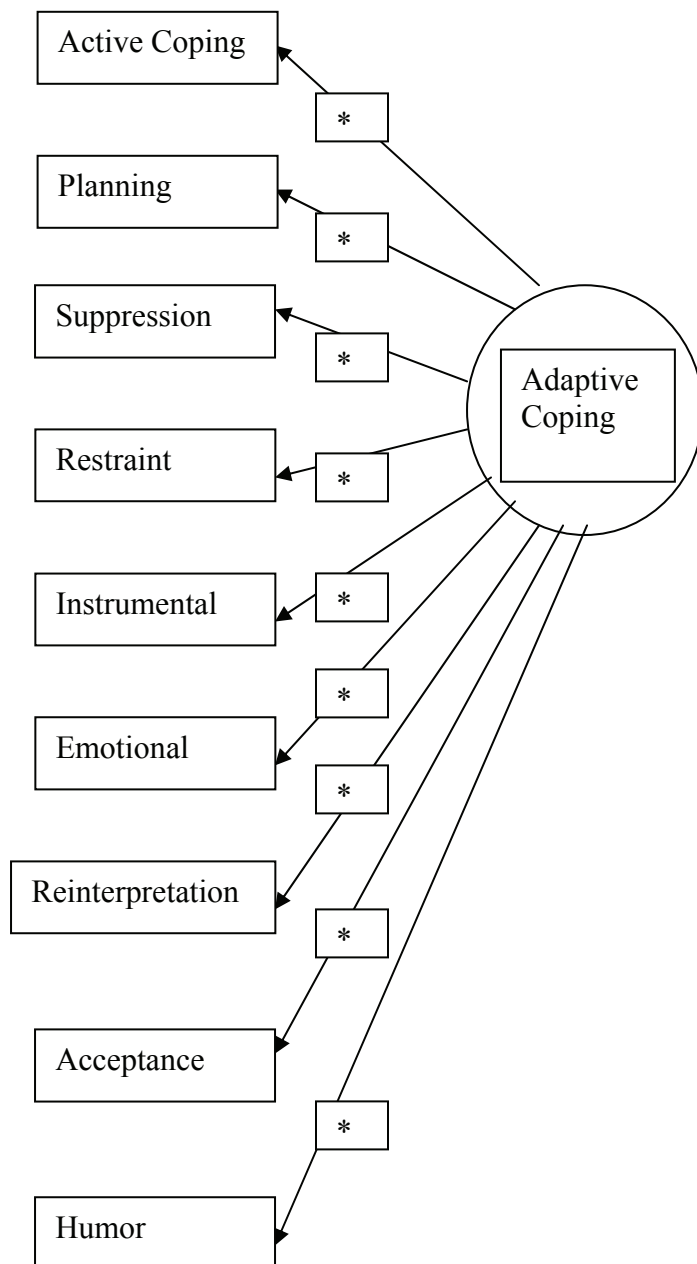 Active Coping
*
Planning
*
Suppression
*
Adaptive
Coping
Restraint
*
Instrumental
*
Emotional
*
Reinterpretation
*
Acceptance
*
Humor
*